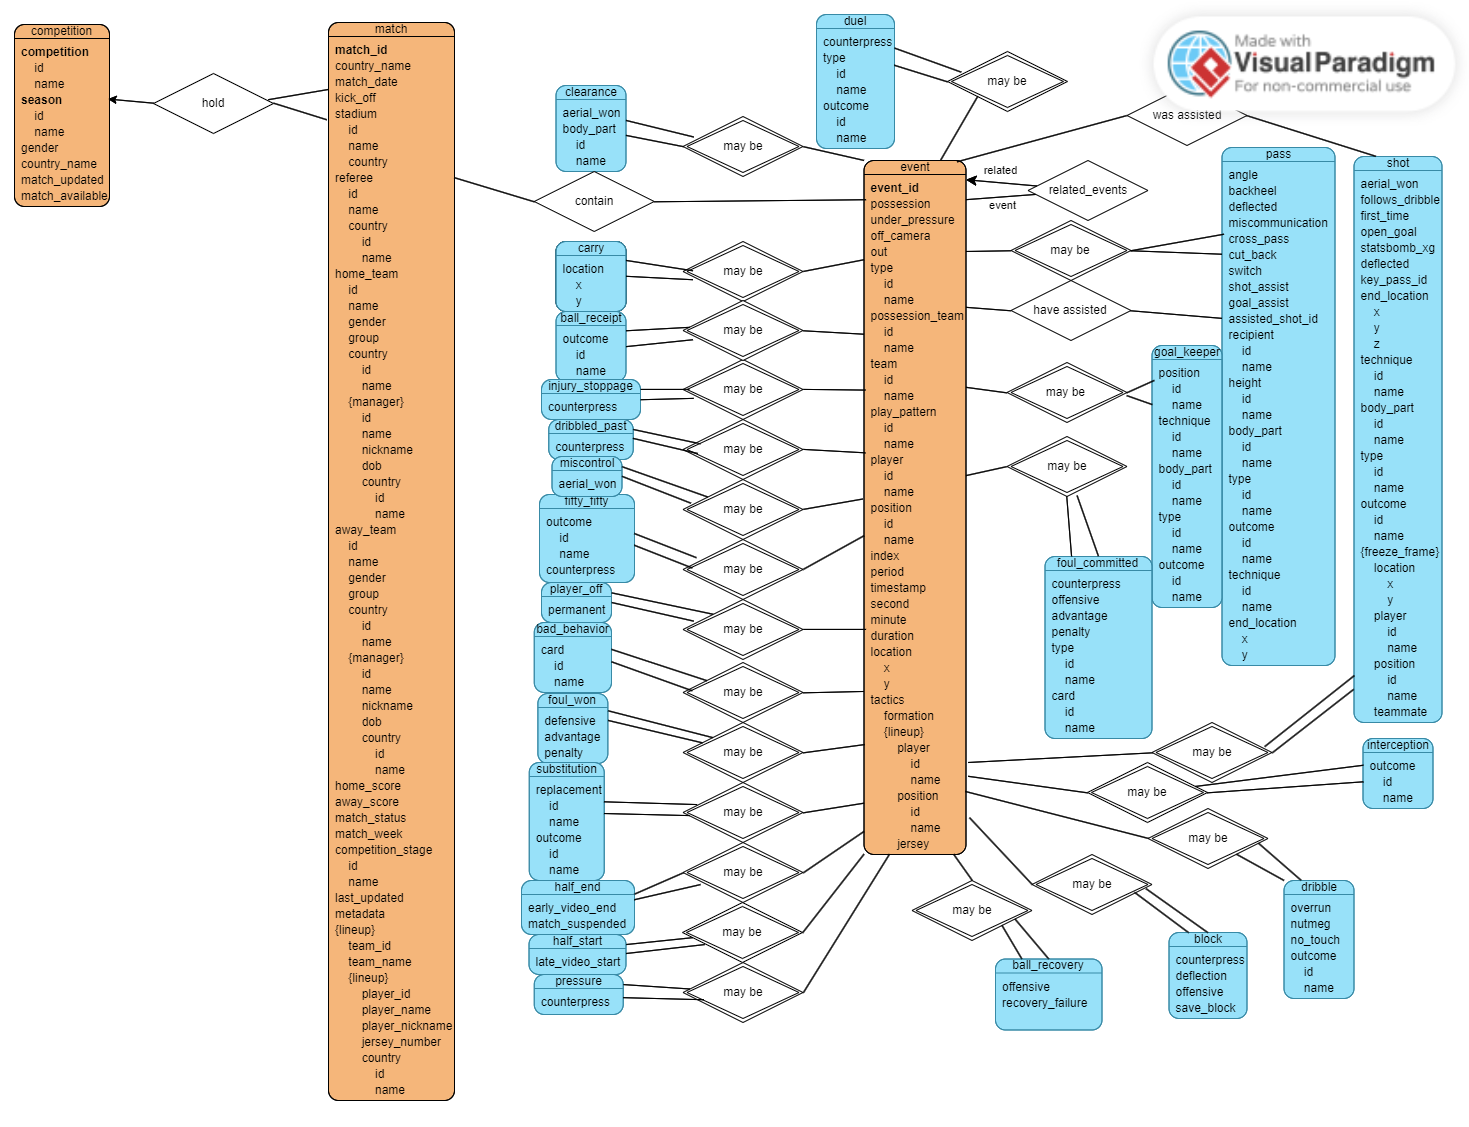 competition
competition
id
name
season
id
name
gender
country_name
match_updated
match_available
hold
match
match_id
country_name
match_date
kick_off
stadium
id
name
country
referee
id
name
country
id
name
home_team
id
name
gender
group
country
id
name
{manager}
id
name
nickname
dob
country
id
name
away_team
id
name
gender
group
country
id
name
{manager}
id
name
nickname
dob
country
id
name
home_score
away_score
match_status
match_week
competition_stage
id
name
last_updated
metadata
{lineup}
team_id
team_name
{lineup}
player_id
player_name
player_nickname
jersey_number
country
id
name
contain
clearance
aerial_won
body_part
id
name
may be
carry
location
x
y
may be
ball_receipt
outcome
id
name
may be
injury_stoppage
counterpress
may be
dribbled_past
counterpress
may be
miscontrol
aerial_won
may be
fifty_fifty
outcome
id
name
counterpress
may be
player_off
permanent
may be
bad_behavior
card
id
name
may be
foul_won
defensive
advantage
penalty
may be
substitution
replacement
id
name
outcome
id
name
may be
half_end
early_video_end
match_suspended
may be
half_start
late_video_start
may be
pressure
counterpress
may be
duel
counterpress
type
id
name
outcome
id
name
may be
event
event_id
possession
under_pressure
off_camera
out
type
id
name
possession_team
id
name
team
id
name
play_pattern
id
name
player
id
name
position
id
name
index
period
timestamp
second
minute
duration
location
x
y
tactics
formation
{lineup}
player
id
name
position
id
name
jersey
related
related_events
event
may be
have assisted
may be
may be
was assisted
Made with
Visual Paradigm
For non-commercial use
pass
angle
backheel
deflected
miscommunication
cross_pass
cut_back
switch
shot_assist
goal_assist
assisted_shot_id
recipient
id
name
height
id
name
body_part
id
name
type
id
name
outcome
id
name
technique
id
name
end_location
x
y
goal_keeper
position
id
name
technique
id
name
body_part
id
name
type
id
name
outcome
id
name
foul_committed
counterpress
offensive
advantage
penalty
type
id
name
card
id
name
shot
aerial_won
follows_dribble
first_time
open_goal
statsbomb_xg
deflected
key_pass_id
end_location
x
y
z
technique
id
name
body_part
id
name
type
id
name
outcome
id
name
{freeze_frame}
location
x
y
player
id
name
position
id
name
teammate
may be
interception
outcome
id
name
may be
may be
dribble
overrun
nutmeg
no_touch
outcome
id
name
may be
block
counterpress
deflection
offensive
save_block
may be
ball_recovery
offensive
recovery_failure